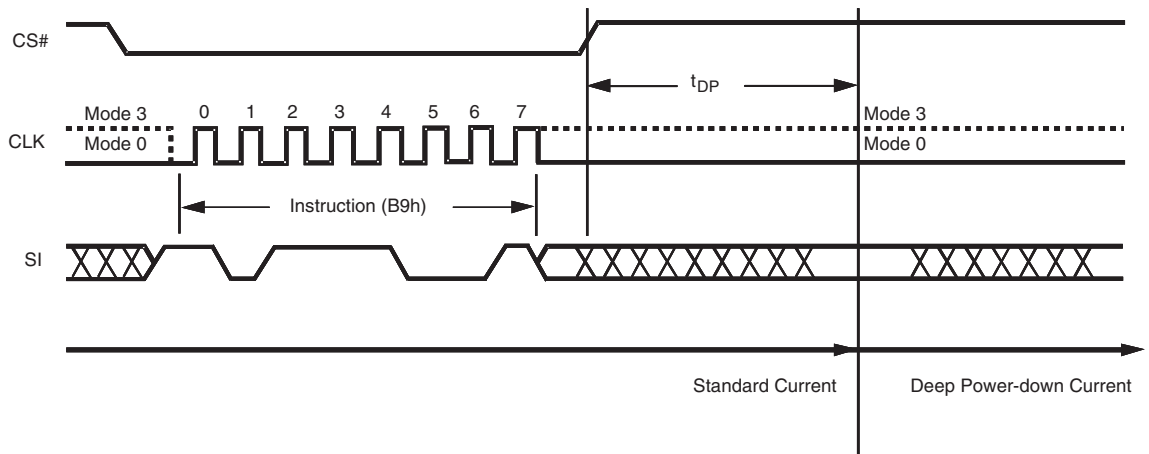 CS#
t_DP
Mode 3
0 1 2 3 4 5 6 7
Mode 3
CLK
Mode 0
Mode 0
Instruction (B9h)
SI
Standard Current
Deep Power-down Current